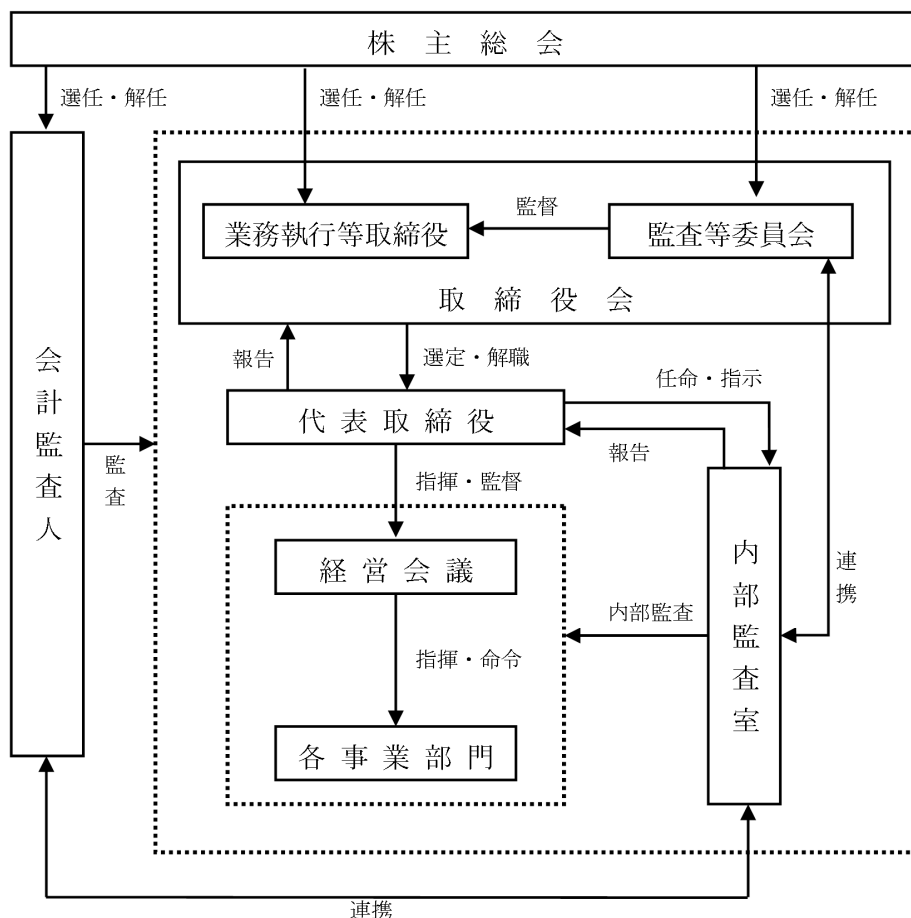 株主総会
選任・解任
選任・解任
選任・解任
監督
業務執行等取締役
監査等委員会
取締役会
報告
選定・解職
任命・指示
代表取締役
報告
会計監査人
監査
指揮・監督
経営会議
内部監査
内部監査室
連携
指揮・命令
各事業部門
連携